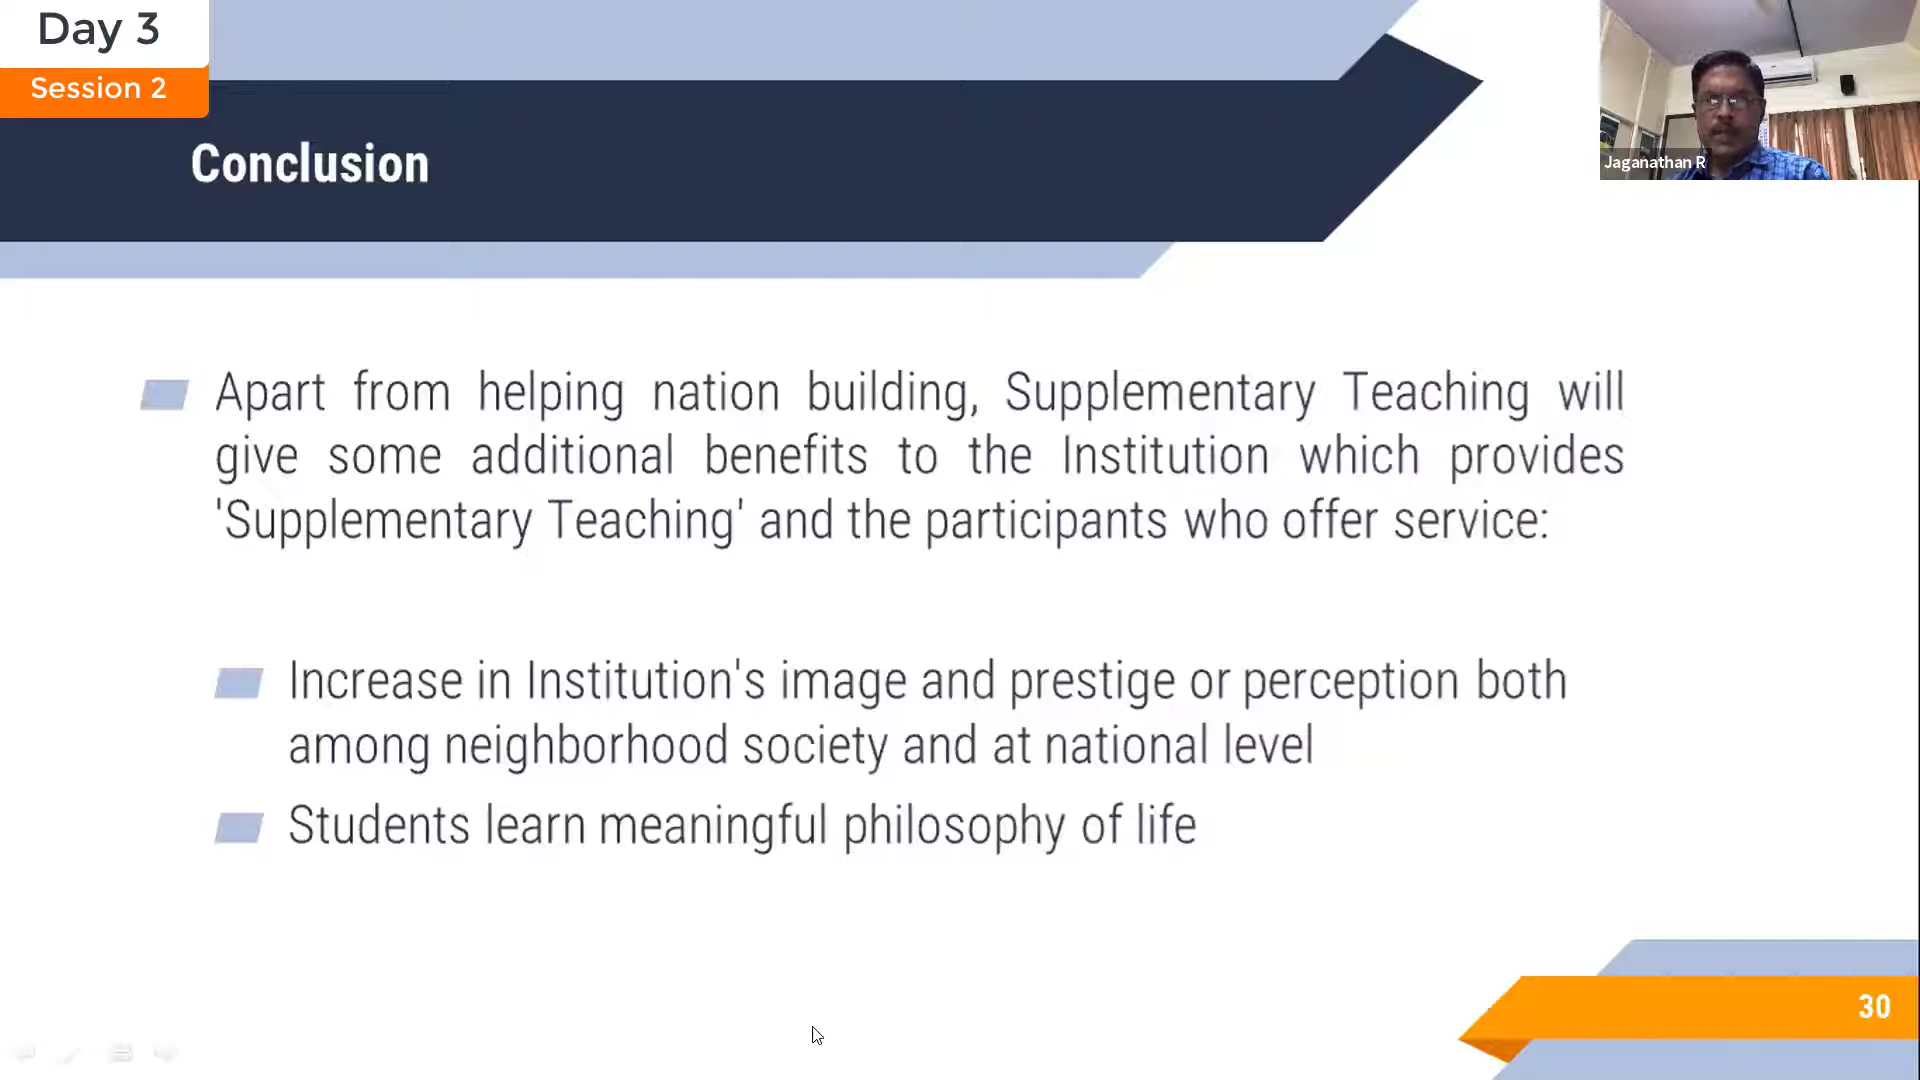 Day 3
Session 2
Conclusion
Jaganathan R
Apart from helping nation building, Supplementary Teaching will
give some additional benefits to the Institution which provides
'Supplementary Teaching' and the participants who offer service:
Increase in Institution's image and prestige or perception both
among neighborhood society and at national level
Students learn meaningful philosophy of life
30